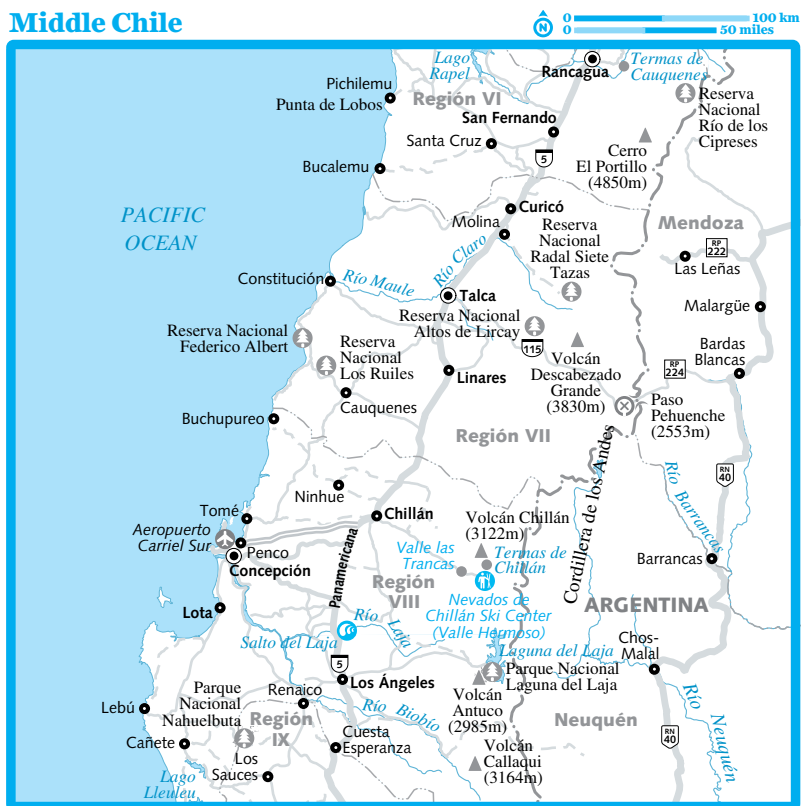 Middle Chile
N
0 100 km
0 50 miles
Lago
Rapel
Rancagua
Termas de
Cauquenes
Pichilemu
Punta de Lobos
Región VI
Reserva
Nacional
Río de los
Cipreses
San Fernando
Santa Cruz
5
Cerro
El Portillo
(4850m)
Bucalemu
PACIFIC
OCEAN
Curicó
Molina
Reserva
Nacional
Radal Siete
Tazas
Mendoza
RP
222
Las Leñas
Constitución
Río Maule
Río Claro
Talca
Malargüe
Reserva Nacional
Federico Albert
Reserva
Nacional
Los Ruiles
Reserva Nacional
Altos de Lircay
115
Volcán
Descabezado
Grande
(3830m)
Bardas
Blancas
RP
224
Linares
Cauquenes
Paso
Pehuenche
(2553m)
Buchupureo
Región VII
Cordillera de los Andes
Río Barrancas
RN
40
Ninhue
Tomé
Chillán
Volcán Chillán
(3122m)
Aeropuerto
Carriel Sur
Penco
Concepción
Panamericana
Valle las
Trancas
Termas de
Chillán
Barrancas
Región
VIII
Nevados de
Chillán Ski Center
(Valle Hermoso)
ARGENTINA
Lota
Río
Laja
Salto del Laja
Laguna del Laja
Chos-
Malal
5
Los Ángeles
Parque Nacional
Laguna del Laja
Parque
Nacional
Nahuelbuta
Renaico
Río Biobío
Volcán
Antuco
(2985m)
Neuquén
Río Neuquén
Lebú
Región
IX
Cañete
Cuesta
Esperanza
RN
40
Los
Sauces
Volcán
Callaqui
(3164m)
Lago
Lleuleu